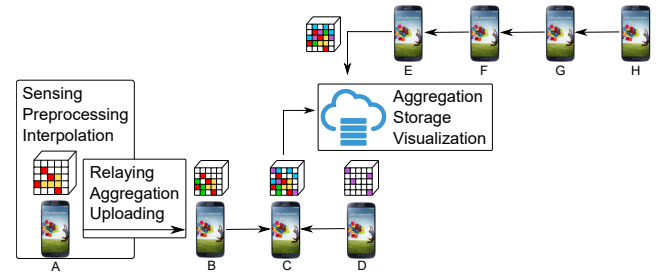 E
F
G
H
Sensing
Preprocessing
Interpolation
Aggregation
Storage
Visualization
Relaying
Aggregation
Uploading
A
B
C
D